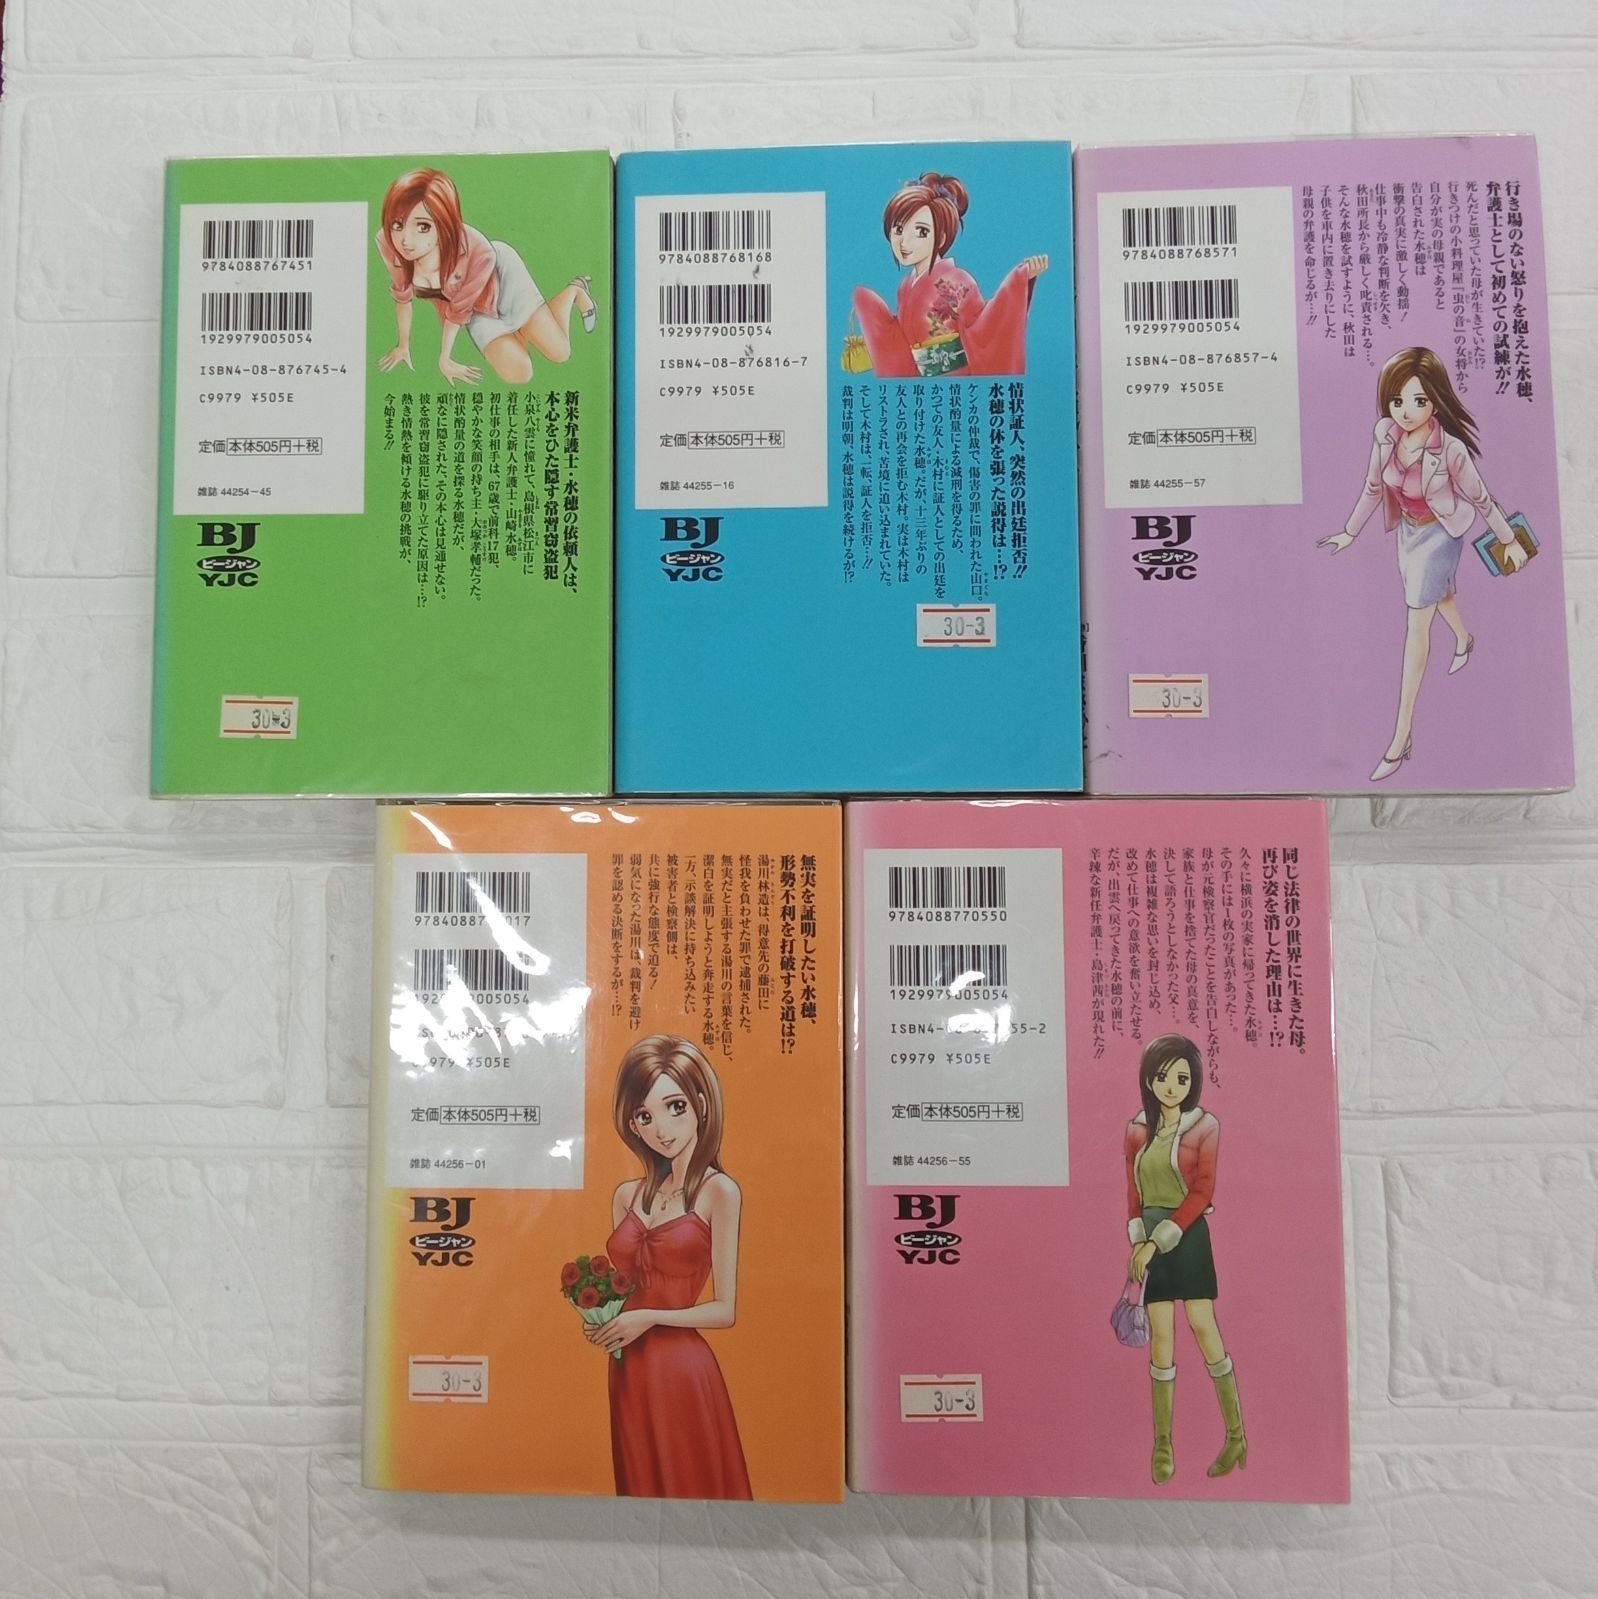 9784088767451
1929979005054
ISBN4-08-876745-4
C9979 ¥505E
定価 本体505円+税
雑誌 44254-45
BJ
ビージャン
YJC
新米弁護士・水穂の依頼人は、
本心をひた隠す常習窃盗犯
小泉八雲に憧れて、島根県松江市に
着任した新人弁護士・山崎水穂。
初仕事の相手は、67歳で前科17犯、
穏やかな笑顔の持ち主・大塚孝輔だった。
情状酌量の道を探る水穂だが、
頑なに隠された、その本心は見通せない。
彼を常習窃盗犯に駆り立てた原因は…!?
熱き情熱を傾ける水穂の挑戦が、
今始まる!!
30-3
9784088768168
1929979005054
ISBN4-08-876816-7
C9979 ¥505E
定価 本体505円+税
雑誌 44255-16
BJ
ビージャン
YJC
情状証人、突然の出廷拒否!!
水穂の体を張った説得は…!?
ケンカの仲裁で、傷害の罪に問われた山口。
情状酌量による減刑を得るため、
かつての友人・木村に証人としての出廷を
取り付けた水穂。だが、十三年ぶりの
友人との再会を拒む木村。実は木村は
リストラされ、苦境に追い込まれていた。
そして木村は、一転、証人を拒否…!!
裁判は明朝、水穂は説得を続けるが!?
30-3
9784088768571
1929979005054
ISBN4-08-876857-4
C9979 ¥505E
定価 本体505円+税
雑誌 44255-57
BJ
ビージャン
YJC
行き場のない怒りを抱えた水穂、
弁護士として初めての試練が!!
死んだと思っていた母が生きていた!?
行きつけの小料理屋『虫の音』の女将から
自分が実の母親であると
告白された水穂は
衝撃の真実に激しく動揺!
仕事中も冷静な判断を欠き、
秋田所長から厳しく叱責される…。
そんな水穂を試すように、秋田は
子供を車内に置き去りにした
母親の弁護を命じるが…!!
30-3
C9979 ¥505E
定価 本体505円+税
雑誌 44256-01
BJ
ビージャン
YJC
無実を証明したい水穂、
形勢不利を打破する道は!?
湯川林造は、得意先の藤田に
怪我を負わせた罪で逮捕された。
無実だと主張する湯川の言葉を信じ、
潔白を証明しようと奔走する水穂。
一方、示談解決に持ち込みたい
被害者と検察側は、
共に強行な態度で迫る!
弱気になった湯川は、裁判を避け
罪を認める決断をするが…!?
30-3
9784088770550
1929979005054
C9979 ¥505E
定価 本体505円+税
雑誌 44256-55
BJ
ビージャン
YJC
同じ法律の世界に生きた母。
再び姿を消した理由は…!?
久々に横浜の実家に帰ってきた水穂。
その手には1枚の写真があった…。
母が元検察官だったことを告白しながらも、
家族と仕事を捨てた母の真意を、
決して語ろうとしなかった父…。
水穂は複雑な思いを封じ込め、
改めて仕事への意欲を奮い立たせる。
だが、出雲へ戻ってきた水穂の前に、
辛辣な新任弁護士・島津茜が現れた!!
30-3